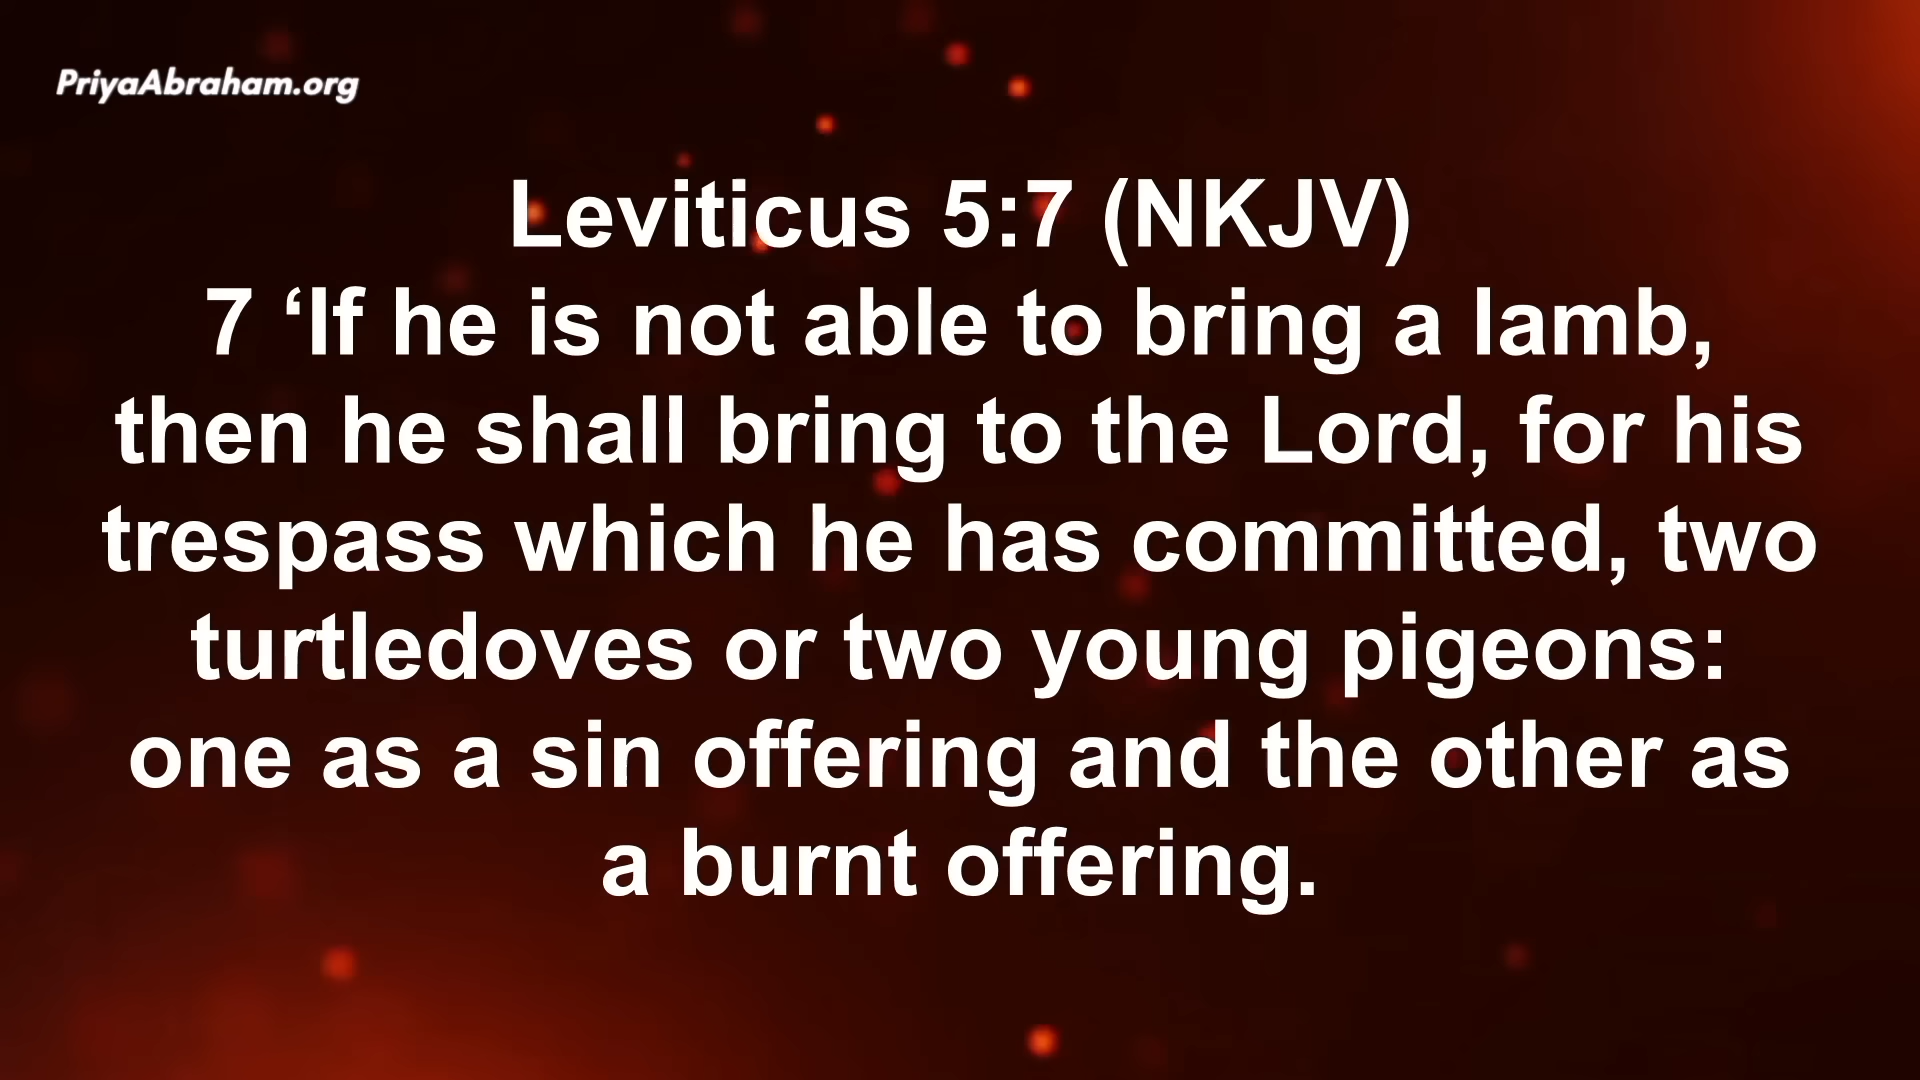 PriyaAbraham.org
Leviticus 5:7 (NKJV)
7 ‘If he is not able to bring a lamb,
then he shall bring to the Lord, for his
trespass which he has committed, two
turtledoves or two young pigeons:
one as a sin offering and the other as
a burnt offering.